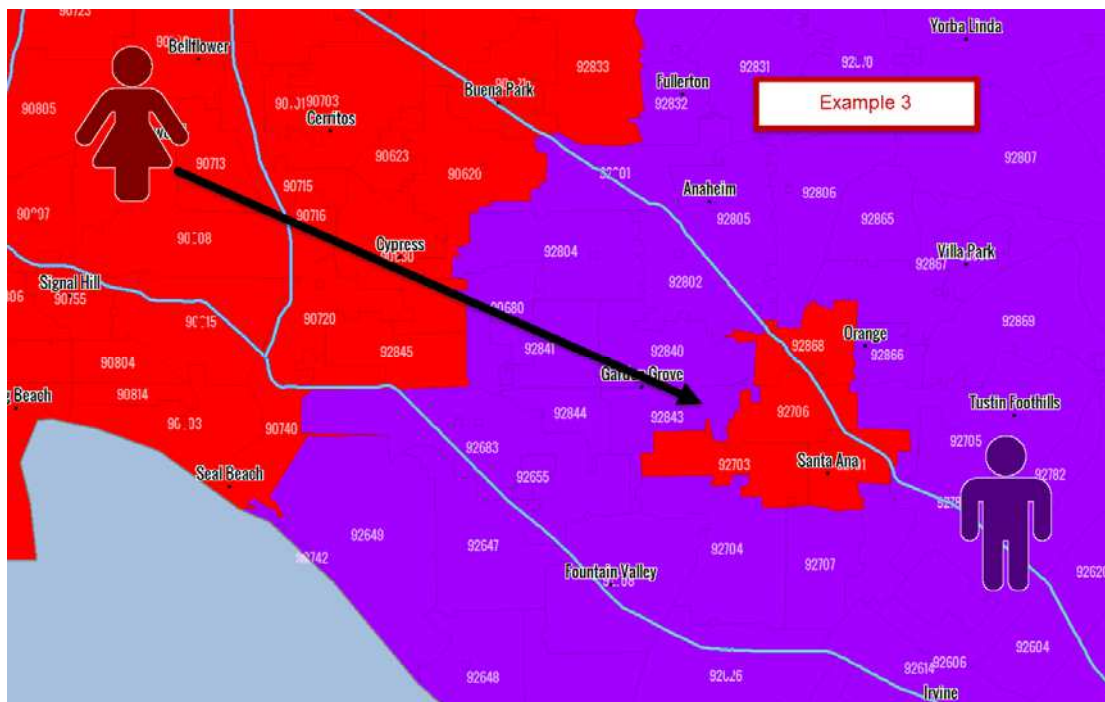 90723
Yorba Linda
Bellflower
92833
92831
Fullerton
Buena Park
92832
Example 3
90805
90703
Cerritos
90713
90623
92807
90620
90715
Anaheim
92806
90716
92805
92865
Cypress
92804
Villa Park
92867
Signal Hill
90755
92802
90720
92869
Orange
92845
92841
92840
92868
92866
90804
Garden Grove
90814
Beach
92844
92843
92706
Tustin Foothills
90740
92683
92705
92703
Santa Ana
Seal Beach
92655
92782
92649
92647
92704
92707
Fountain Valley
92604
92606
92614
92648
Irvine